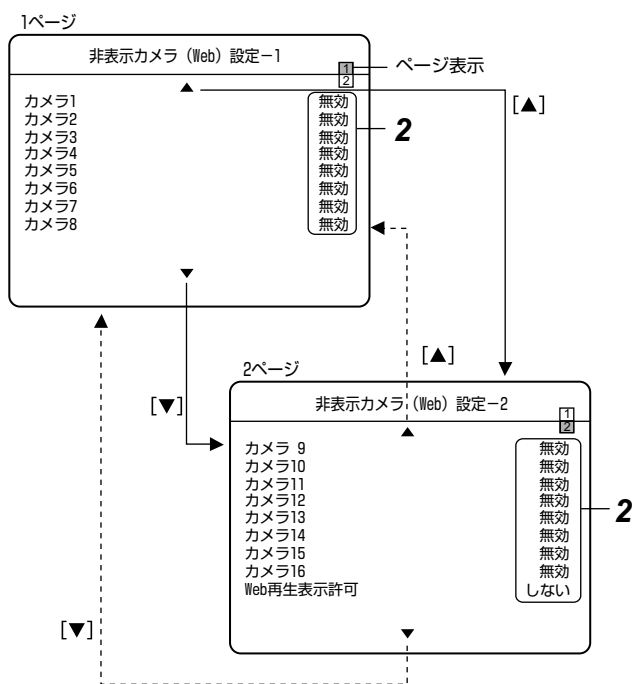 1ページ
非表示カメラ（Web）設定－1
1
2
ページ表示
▲
[▲]
カメラ1 無効
カメラ2 無効
カメラ3 無効
カメラ4 無効
カメラ5 無効
カメラ6 無効
カメラ7 無効
カメラ8 無効
2
▼
[▲]
[▼]
2ページ
非表示カメラ（Web）設定－2
1
2
▲
カメラ 9 無効
カメラ10 無効
カメラ11 無効
カメラ12 無効
カメラ13 無効
カメラ14 無効
カメラ15 無効
カメラ16 無効
Web再生表示許可 しない
2
▼
[▼]